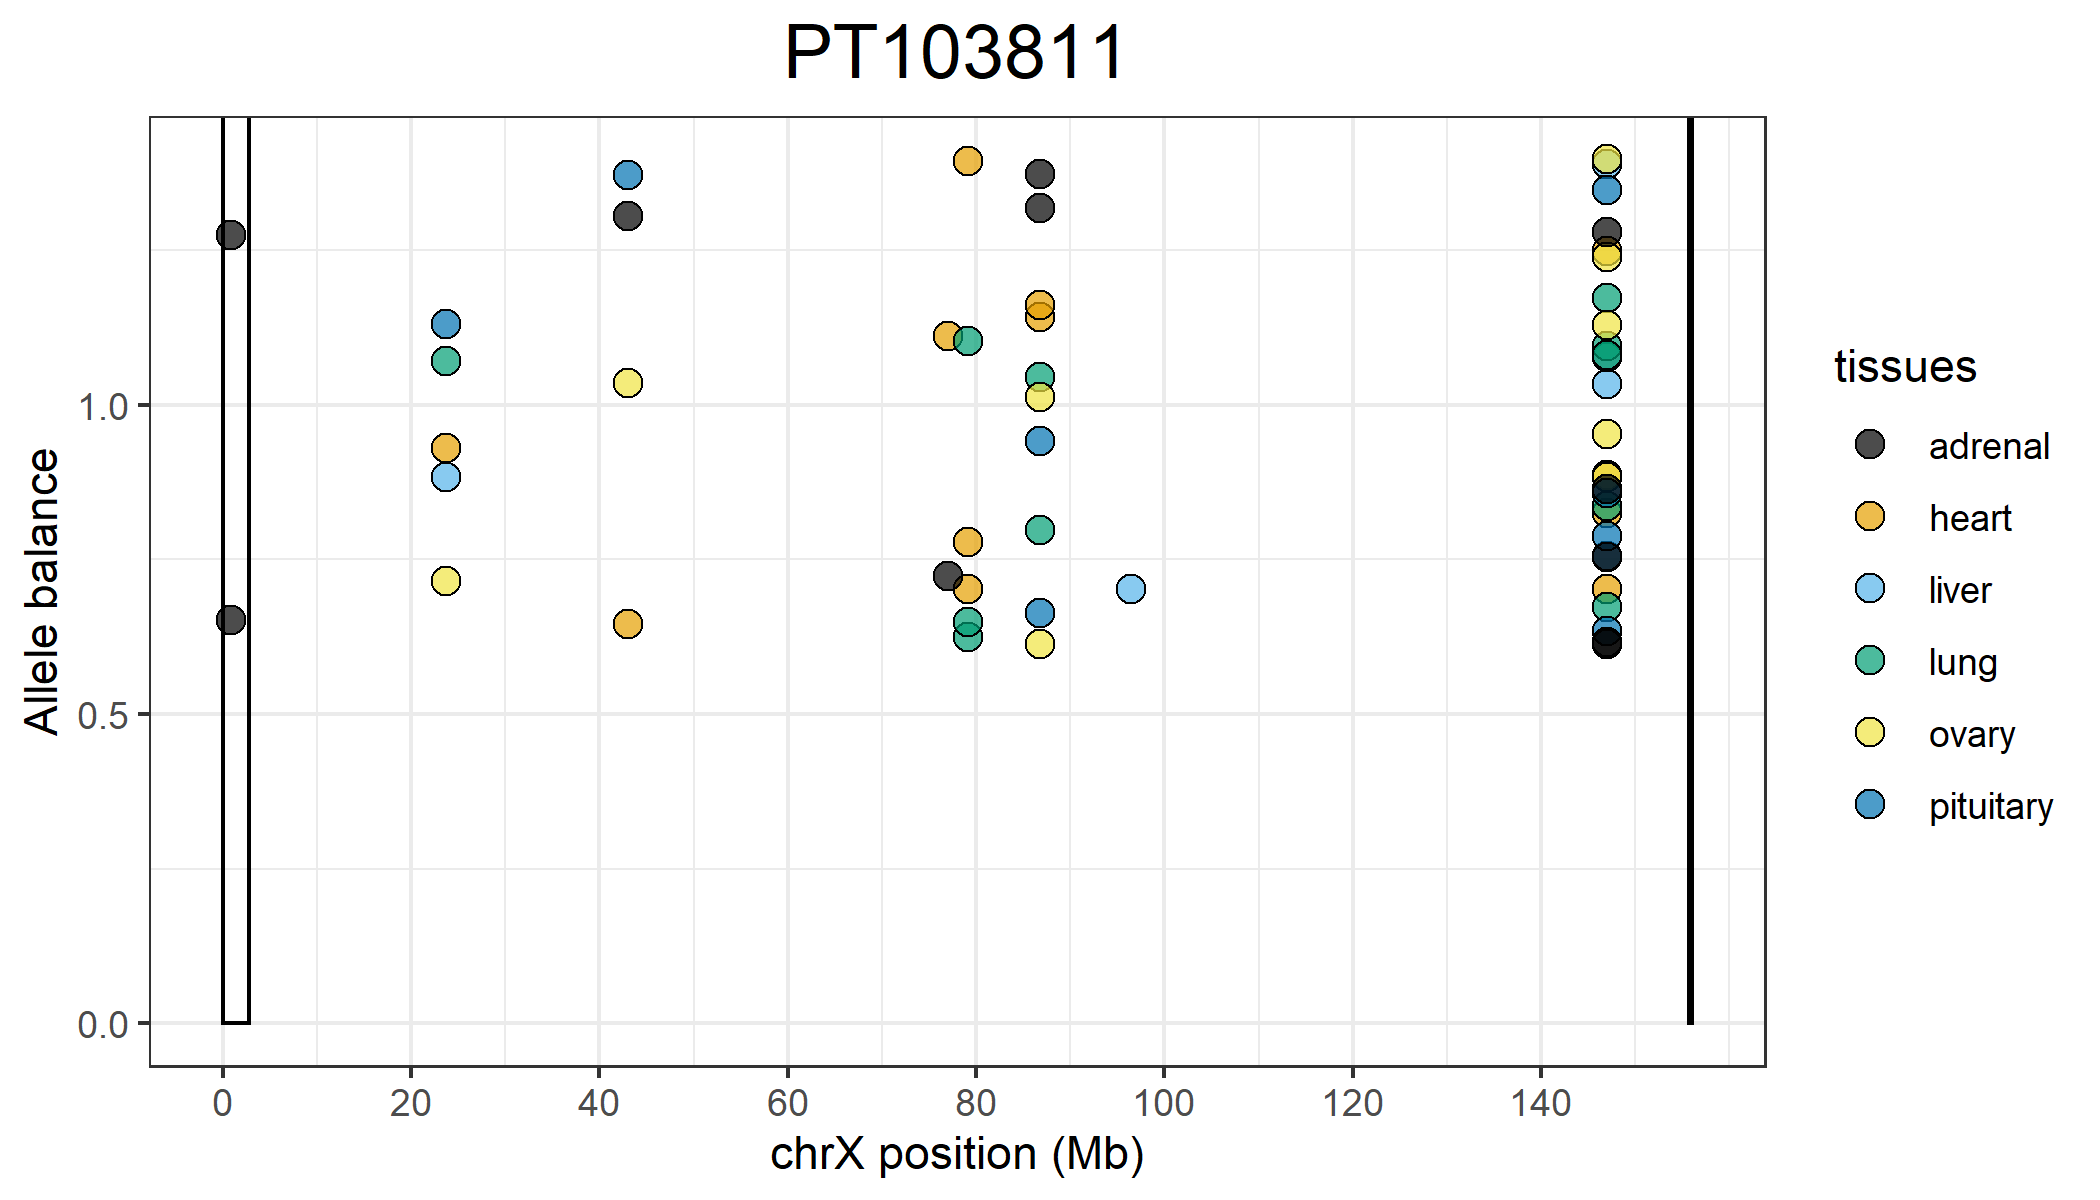 PT103811
Allele balance
1.0
0.5
0.0
0 20 40 60 80 100 120 140
chrX position (Mb)
tissues
adrenal
heart
liver
lung
ovary
pituitary